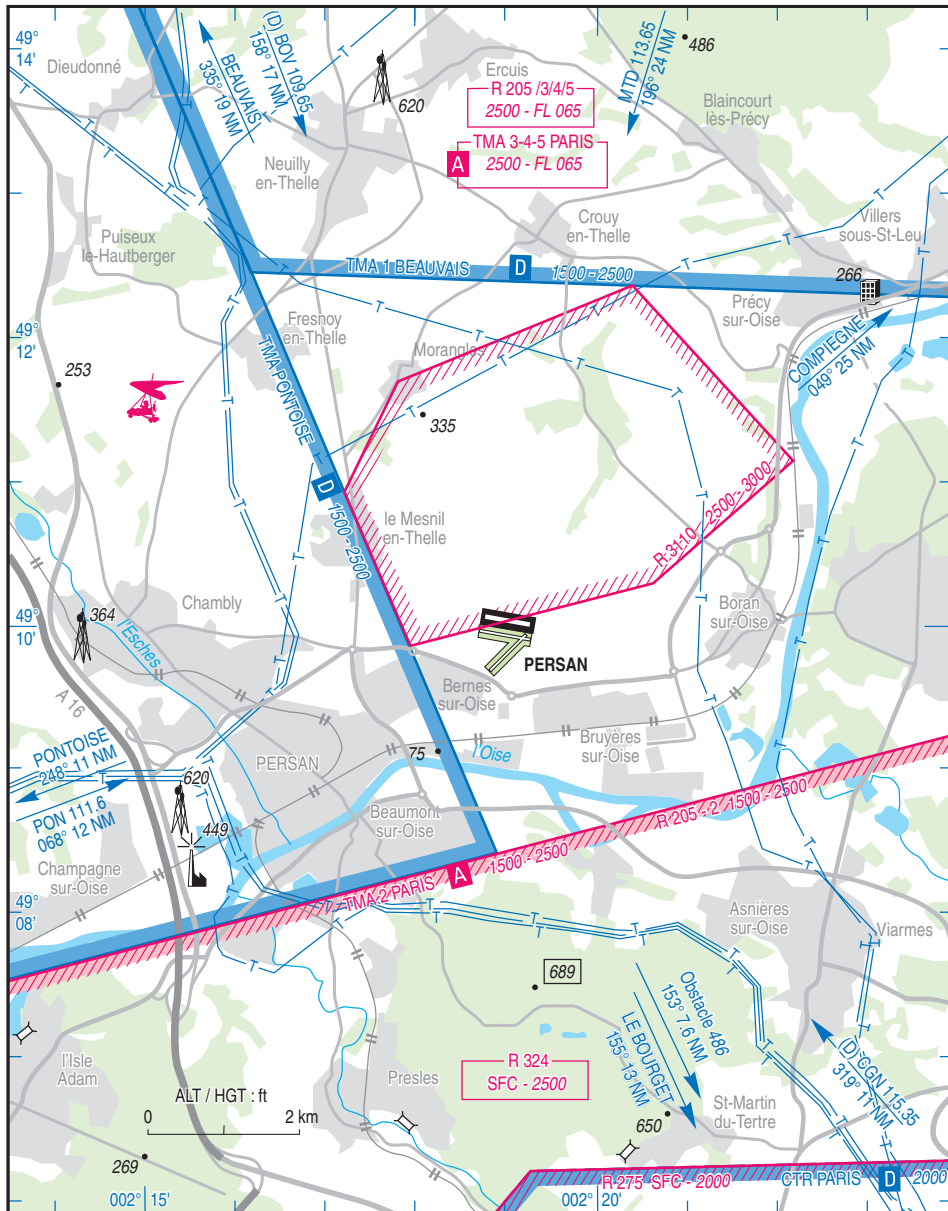 49°
14'
Dieudonné
BEAUVAIS
335° 19 NM
(D) BOV 109.65
158° 17 NM
620
Ercuis
R 205 /3/4/5
2500 - FL 065
TMA 3-4-5 PARIS
A
2500 - FL 065
MTD 113.65
196° 24 NM
486
Blaincourt
lès-Précy
Neuilly
en-Thelle
Crouy
en-Thelle
Puiseux
le-Hautberger
Villers
sous-St-Leu
TMA 1 BEAUVAIS D 1500 - 2500
266
Précy
sur-Oise
49°
12'
Fresnoy
en-Thelle
Morangles
COMPIEGNE
049° 25 NM
253
335
TMA PONTOISE D 1500 - 2500
le Mesnil
en-Thelle
R 3110 2500 - 3000
49°
10'
364
Chambly
l'Esches
Boran
sur-Oise
PERSAN
A 16
Bernes
sur-Oise
Bruyères
sur-Oise
75
l'Oise
PONTOISE
248° 11 NM
PON 111.6
068° 12 NM
PERSAN
620
449
Beaumont
sur-Oise
R 205 - 2 1500 - 2500
Champagne
sur-Oise
TMA 2 PARIS A 1500 - 2500
49°
08'
Asnières
sur-Oise
Viarmes
689
Obstacle 486
153° 7.6 NM
LE BOURGET
155° 13 NM
(D) CGN 115.35
319° 11 NM
l'Isle
Adam
R 324
SFC - 2500
Presles
ALT / HGT : ft
0 2 km
St-Martin
du-Tertre
650
269
R 275 SFC - 2000
CTR PARIS D 2000
002° 15'
002° 20'
T T T T T T T T T T T T T T T T T T T T T T T T T T T T T T